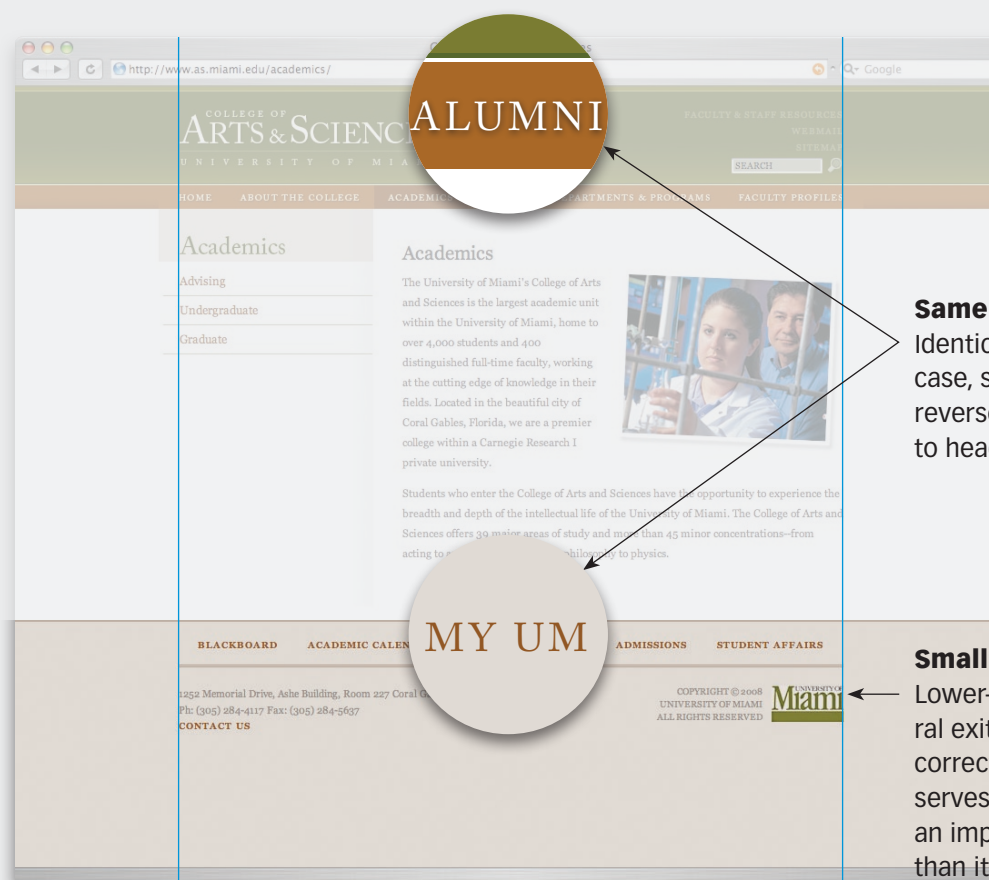 http://www.as.miami.edu/academics/
Google
COLLEGE OF
ARTS & SCIENC
UNIVERSITY OF MIA
ALUMNI
FACULTY & STAFF RESOURCES
WEBMAIL
SITEMAP
SEARCH
HOME ABOUT THE COLLEGE ACADEMICS & PROGRAMS FACULTY PROFILES
Academics
Advising
Undergraduate
Graduate
Academics
The University of Miami's College of Arts
and Sciences is the largest academic unit
within the University of Miami, home to
over 4,000 students and 400
distinguished full-time faculty, working
at the cutting edge of knowledge in their
fields. Located in the beautiful city of
Coral Gables, Florida, we are a premier
college within a Carnegie Research I
private university.
Students who enter the College of Arts and Sciences have the opportunity to experience the
breadth and depth of the intellectual life of the University of Miami. The College of Arts and
Sciences offers 39 major areas of study and more than 45 minor concentrations–from
acting to philosophy to physics.
MY UM
BLACKBOARD ACADEMIC CALEN ADMISSIONS STUDENT AFFAIRS
1252 Memorial Drive, Ashe Building, Room 227 Coral G
Ph: (305) 284-4117 Fax: (305) 284-5637
CONTACT US
COPYRIGHT © 2008
UNIVERSITY OF MIAMI
ALL RIGHTS RESERVED
UNIVERSITY OF
Miami
Same
Identic
case, s
revers
to hea
Small
Lower-
ral exit
correc
serves
an imp
than it